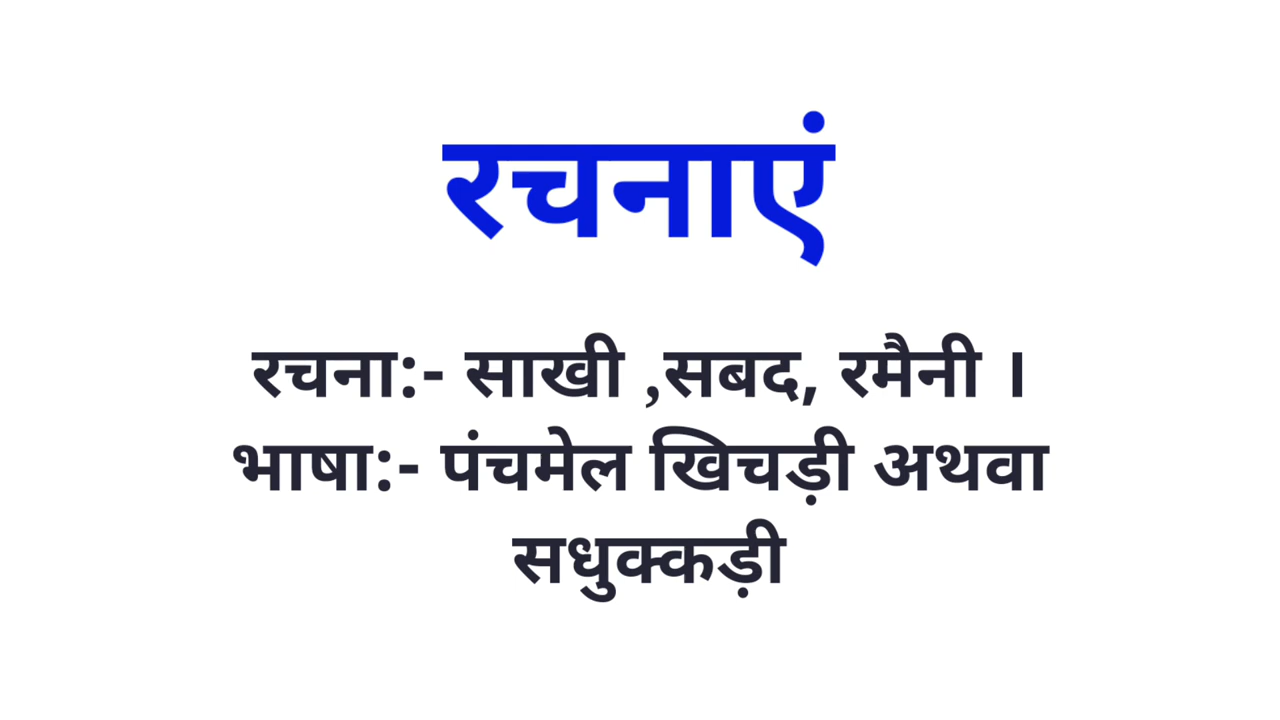 रचनाएं
रचना:- साखी ,सबद, रमैनी ।
भाषा:- पंचमेल खिचड़ी अथवा
सधुक्कड़ी